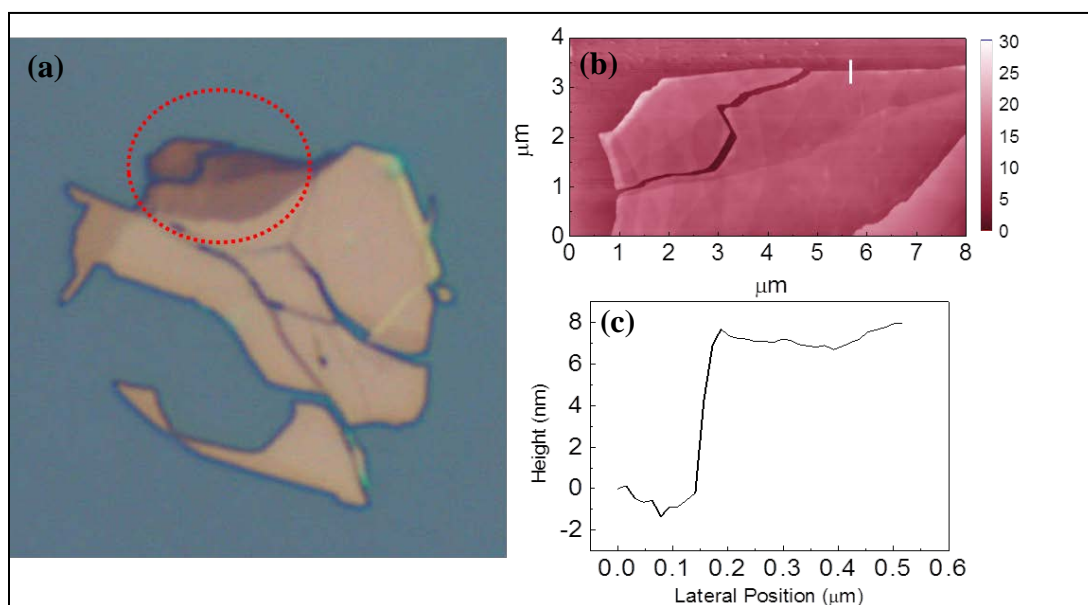 (a)
(b)
4
3
2
1
0
μm
0 1 2 3 4 5 6 7 8
μm
30
25
20
15
10
5
0
(c)
8
6
4
2
0
-2
Height (nm)
0.0 0.1 0.2 0.3 0.4 0.5 0.6
Lateral Position (μm)